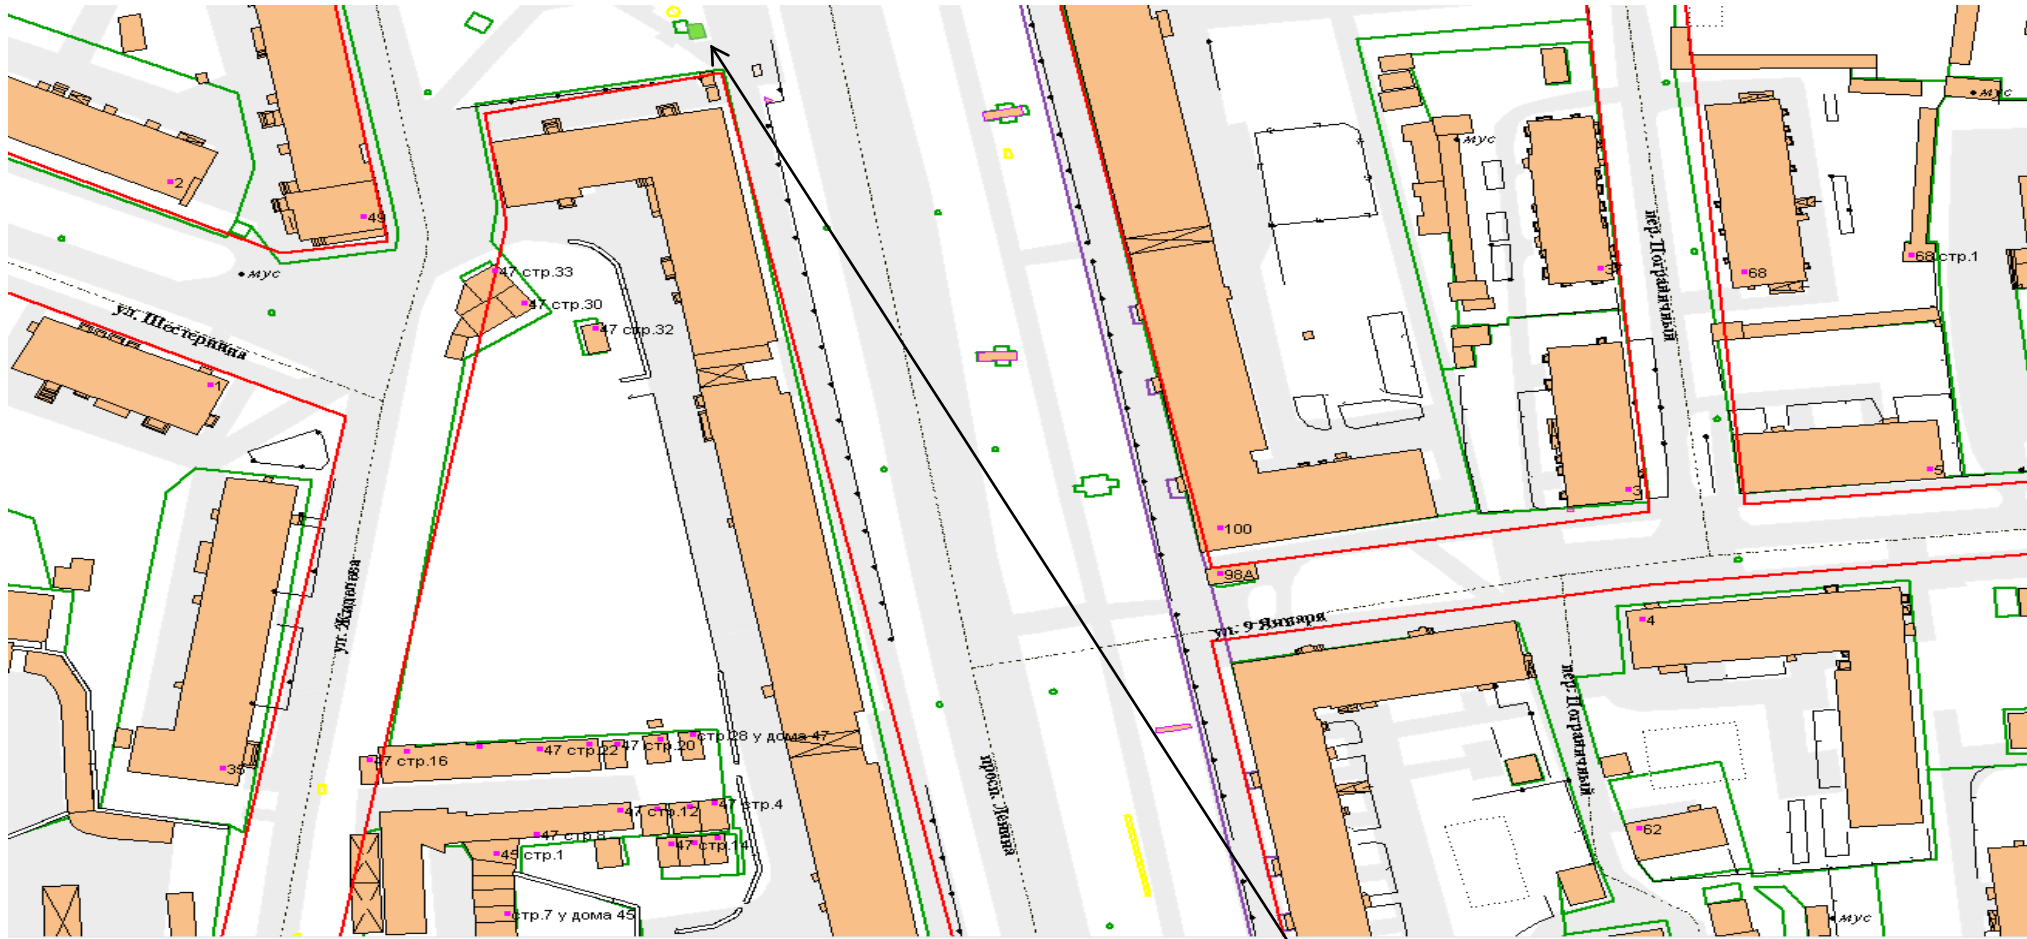 мус
мус
2
49
3
68
68 стр.1
47 стр.33
47 стр.30
47 стр.32
мус
ул. Шестернина
пер. Пограничный
1
5
3
100
98А
ул. Жиделева
ул. 9 Января
4
пер. Пограничный
стр.28 у дома 47
47 стр.22
47 стр.20
47 стр.16
35
просп. Ленина
47 стр.4
47 стр.12
47 стр.8
47 стр.14
45 стр.1
62
стр.7 у дома 45
мус